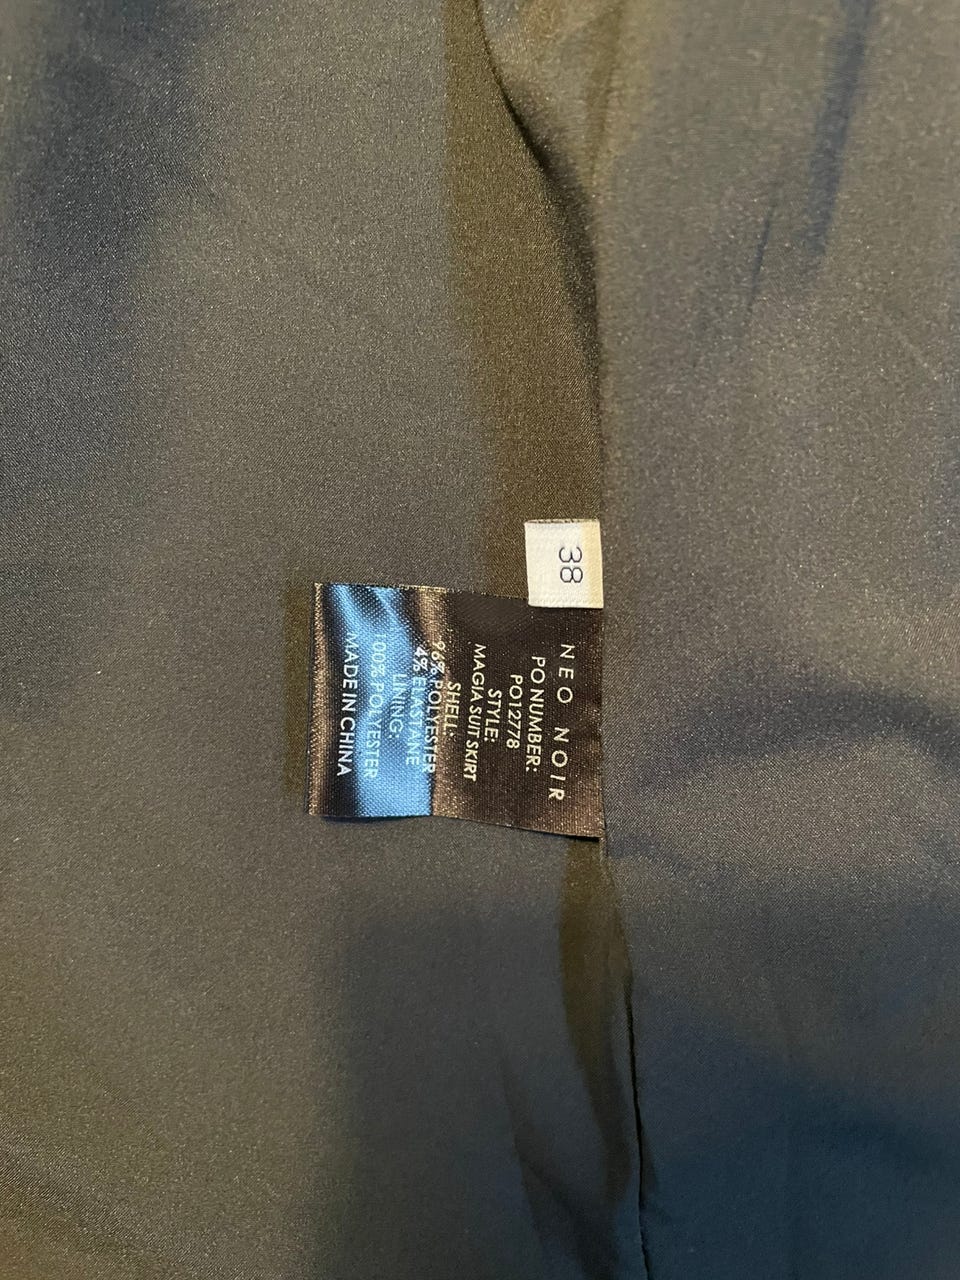 38
NEO NOIR
PO NUMBER:
PO12778
STYLE:
MAGIA SUIT SKIRT
SHELL:
96% POLYESTER
4% ELASTANE
LINING:
100% POLYESTER
MADE IN CHINA